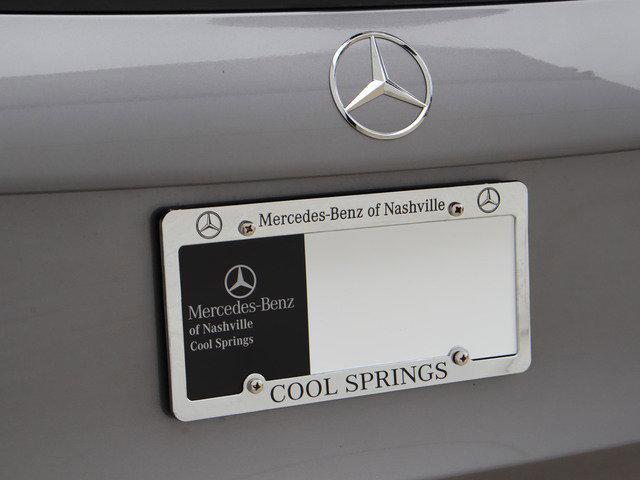 Mercedes-Benz of Nashville
Mercedes-Benz
of Nashville
Cool Springs
COOL SPRINGS